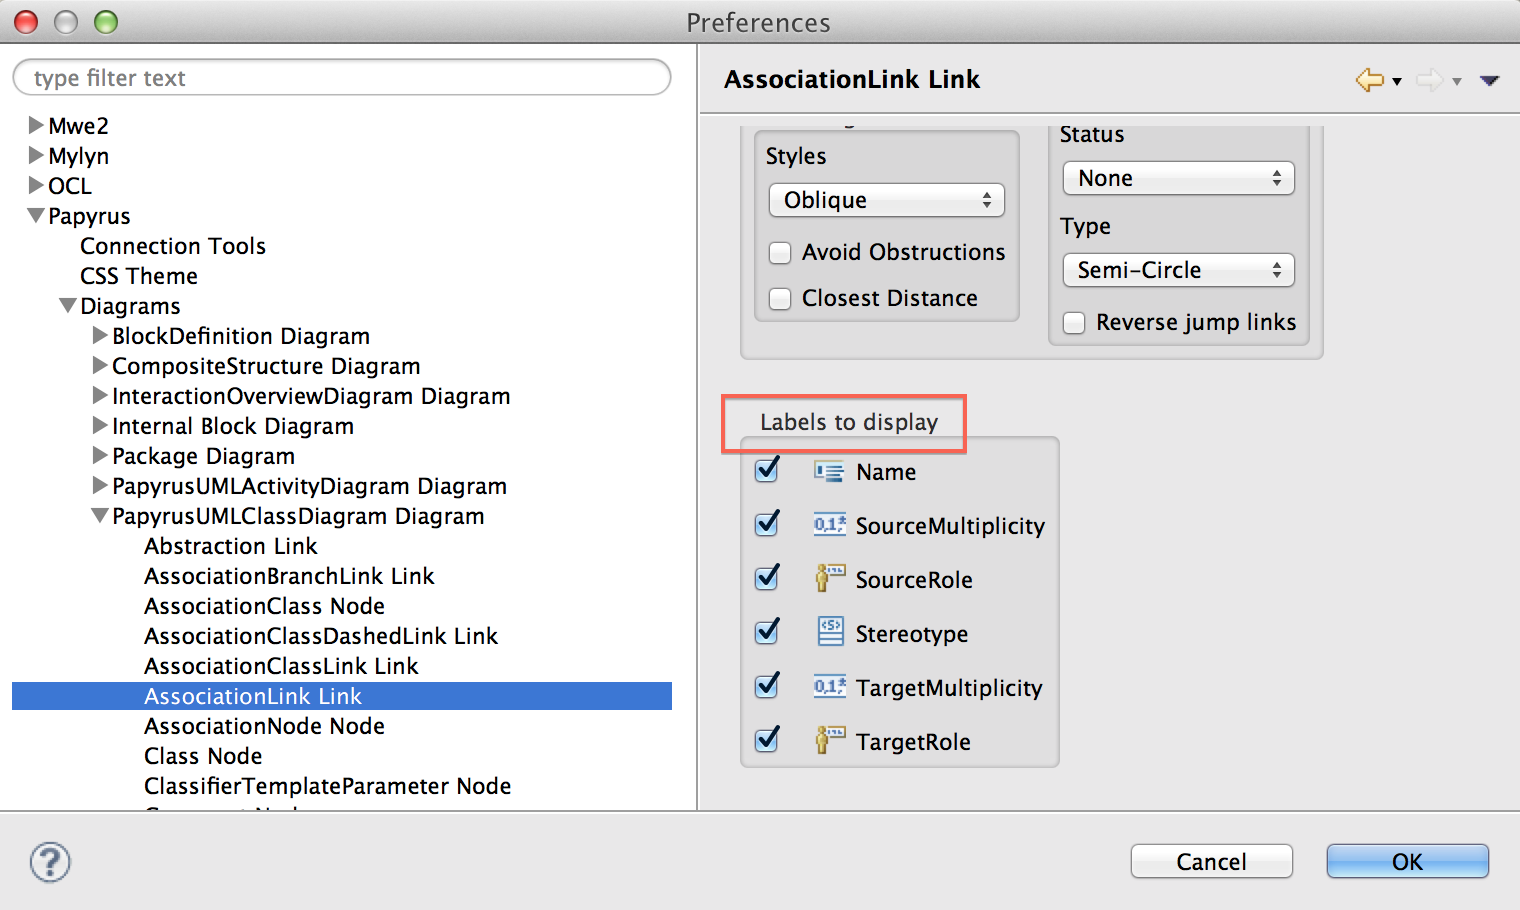 Preferences
type filter text
Mwe2
Mylyn
OCL
Papyrus
Connection Tools
CSS Theme
Diagrams
BlockDefinition Diagram
CompositeStructure Diagram
InteractionOverviewDiagram Diagram
Internal Block Diagram
Package Diagram
PapyrusUMLActivityDiagram Diagram
PapyrusUMLClassDiagram Diagram
Abstraction Link
AssociationBranchLink Link
AssociationClass Node
AssociationClassDashedLink Link
AssociationClassLink Link
AssociationLink Link
AssociationNode Node
Class Node
ClassifierTemplateParameter Node
AssociationLink Link
Styles
Oblique
Avoid Obstructions
Closest Distance
Status
None
Type
Semi-Circle
Reverse jump links
Labels to display
Name
0,1,* SourceMultiplicity
SourceRole
<S> Stereotype
0,1,* TargetMultiplicity
TargetRole
?
Cancel
OK